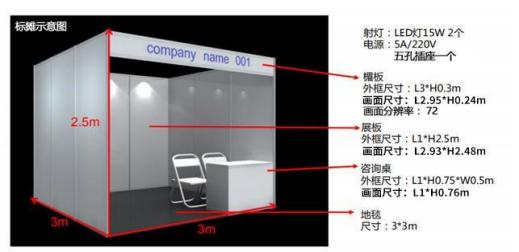 标摊示意图
company name 001
2.5m
3m
3m
射灯：LED灯15W 2个
电源：5A/220V
五孔插座一个
楣板
外框尺寸：L3*H0.3m
画面尺寸：L2.95*H0.24m
画面分辨率：72
展板
外框尺寸：L1*H2.5m
画面尺寸：L2.93*H2.48m
咨询桌
外框尺寸：L1*H0.75*W0.5m
画面尺寸：L1*H0.76m
地毯
尺寸：3*3m